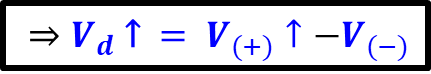 ⇒ V_d ↑ = V_(+) ↑ −V_(−)